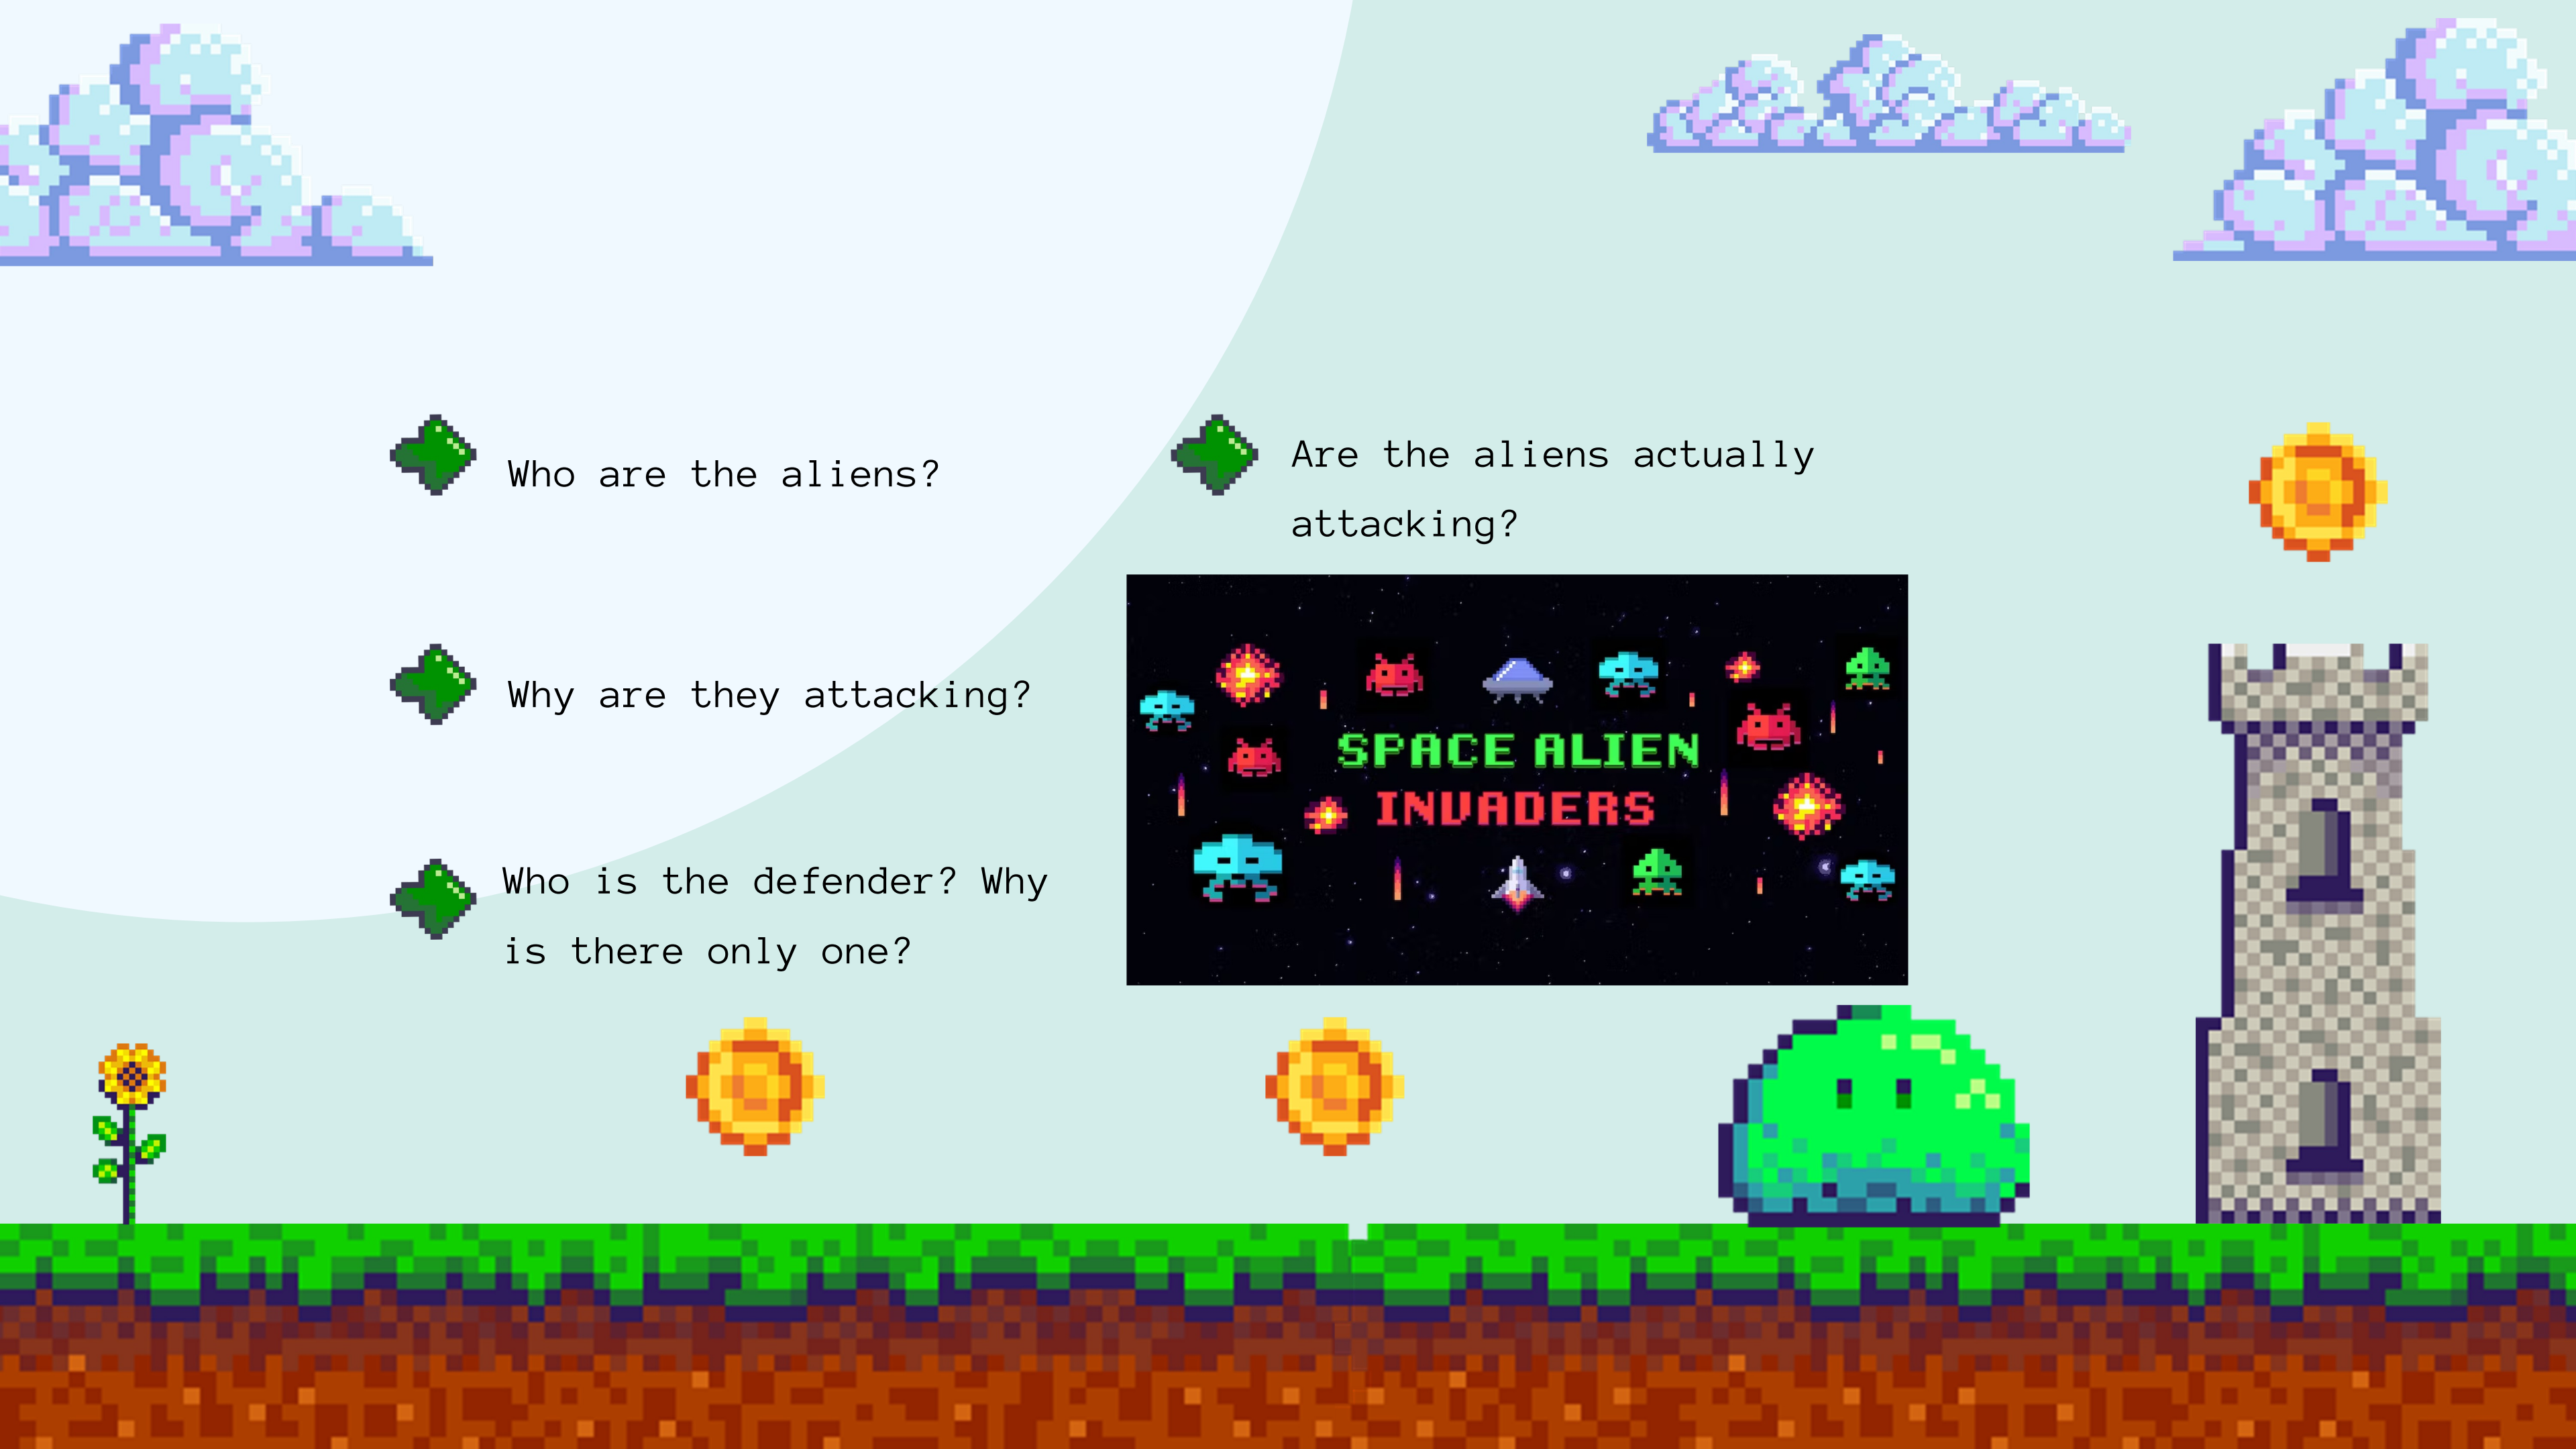 Who are the aliens?
Why are they attacking?
Who is the defender? Why
is there only one?
Are the aliens actually
attacking?
SPACE ALIEN
INVADERS